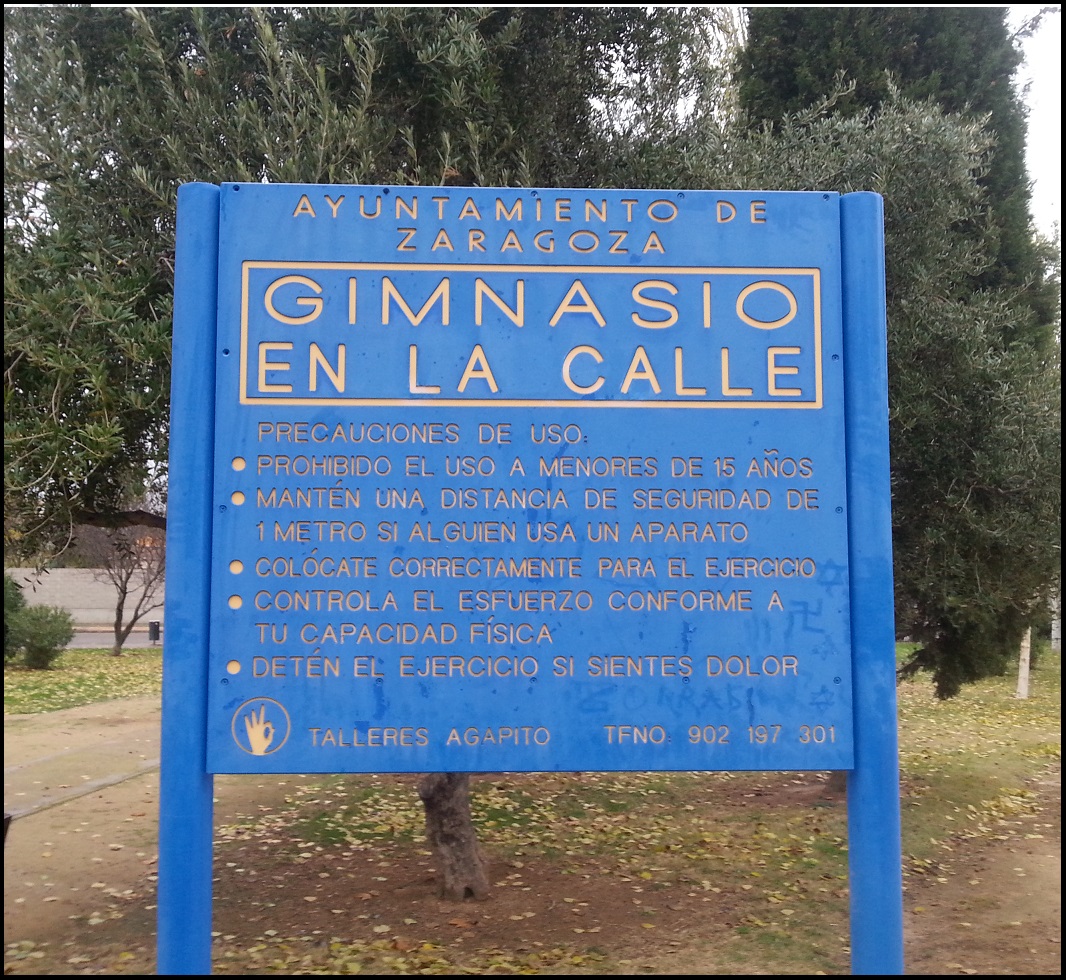 AYUNTAMIENTO DE
ZARAGOZA
GIMNASIO
EN LA CALLE
PRECAUCIONES DE USO:
PROHIBIDO EL USO A MENORES DE 15 AÑOS
MANTÉN UNA DISTANCIA DE SEGURIDAD DE
1 METRO SI ALGUIEN USA UN APARATO
COLÓCATE CORRECTAMENTE PARA EL EJERCICIO
CONTROLA EL ESFUERZO CONFORME A
TU CAPACIDAD FÍSICA
DETÉN EL EJERCICIO SI SIENTES DOLOR
TALLERES AGAPITO TFNO: 902 197 301